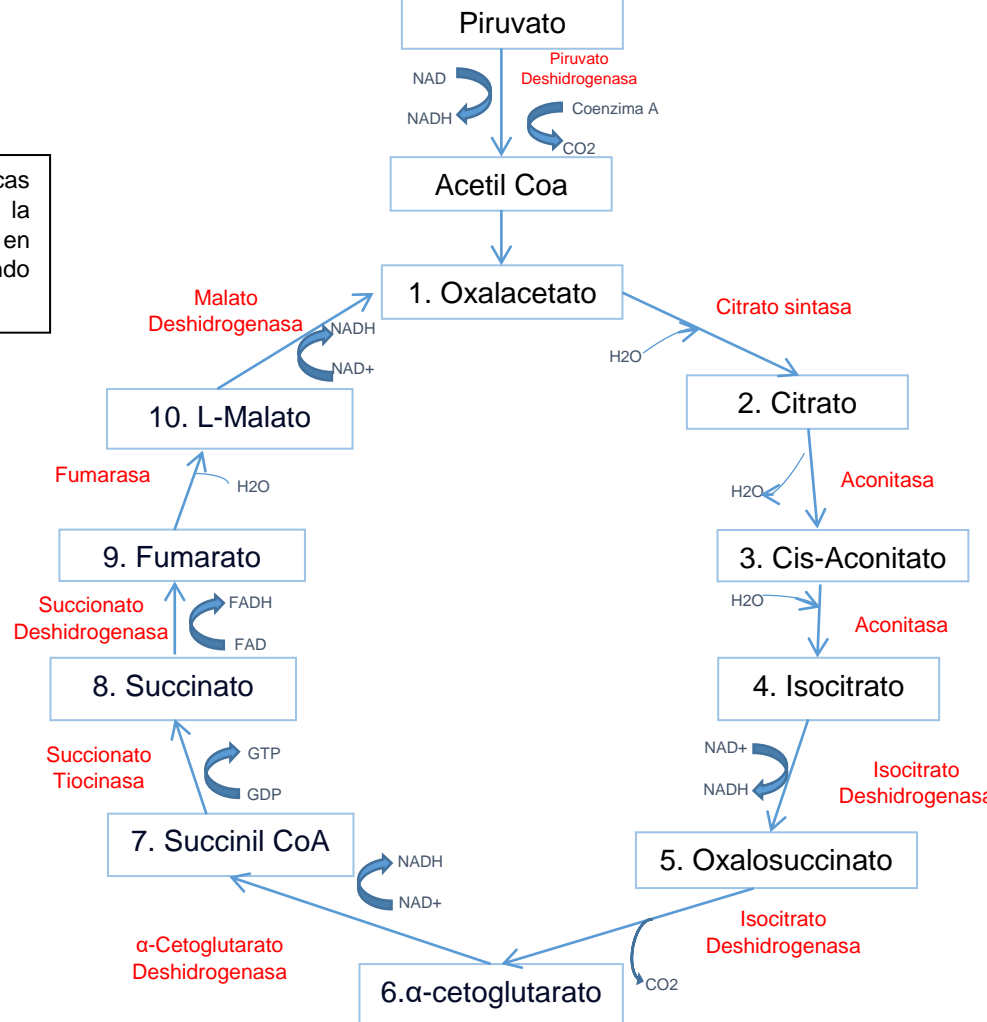 Piruvato
Piruvato
Deshidrogenasa
NAD
NADH
Coenzima A
CO2
cas
la
en
ndo
Acetil Coa
1. Oxalacetato
Malato
Deshidrogenasa
NADH
NAD+
Citrato sintasa
H2O
10. L-Malato
2. Citrato
Fumarasa
H2O
H2O
Aconitasa
9. Fumarato
3. Cis-Aconitato
Succionato
Deshidrogenasa
FADH
FAD
H2O
Aconitasa
8. Succinato
4. Isocitrato
Succionato
Tiocinasa
GTP
GDP
NAD+
NADH
Isocitrato
Deshidrogenasa
7. Succinil CoA
5. Oxalosuccinato
NADH
NAD+
α-Cetoglutarato
Deshidrogenasa
Isocitrato
Deshidrogenasa
CO2
6.α-cetoglutarato